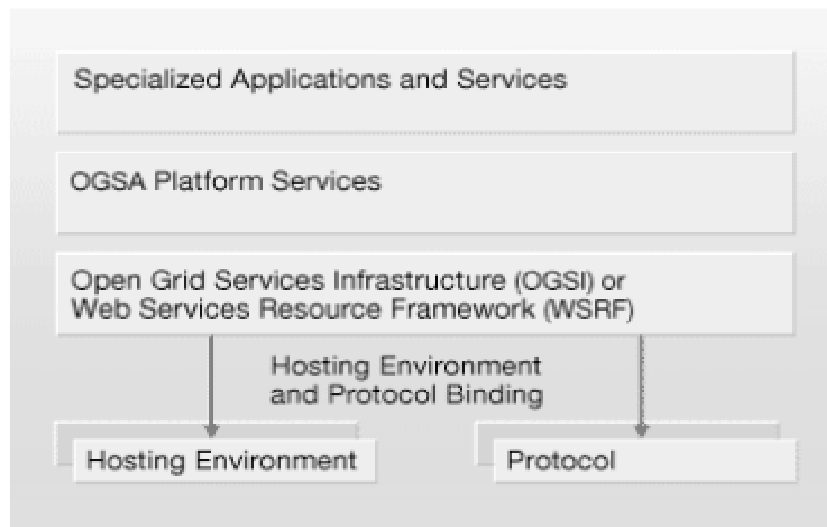 Specialized Applications and Services
OGSA Platform Services
Open Grid Services Infrastructure (OGSI) or
Web Services Resource Framework (WSRF)
Hosting Environment
and Protocol Binding
Hosting Environment
Protocol